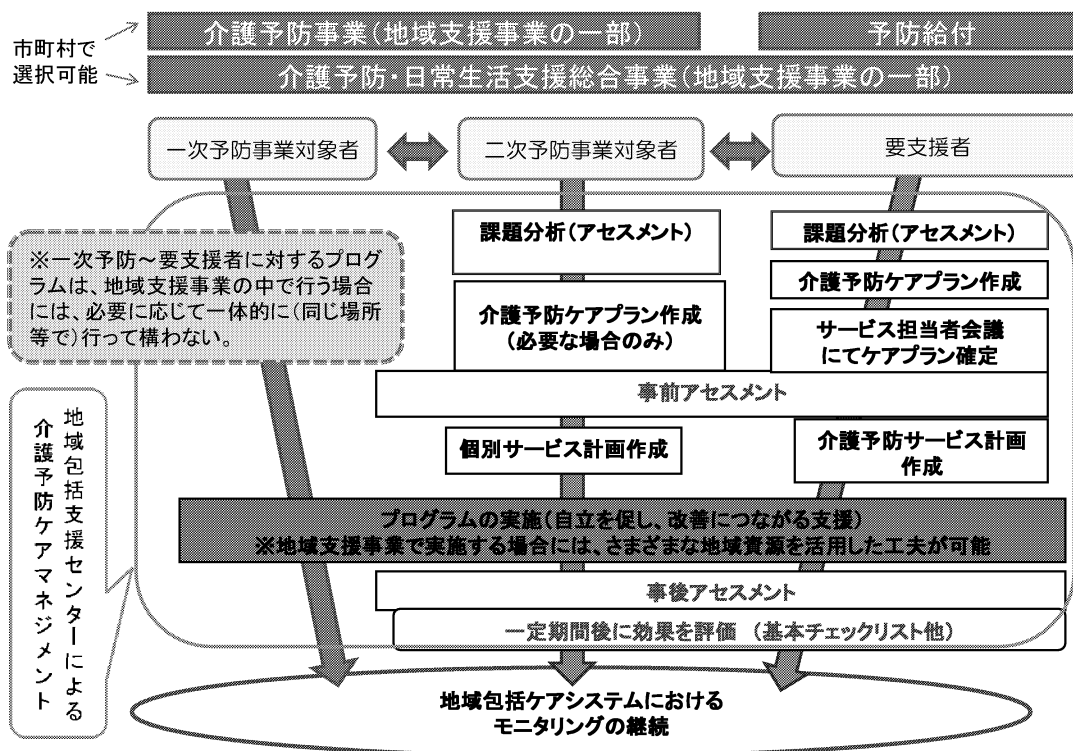 市町村で
選択可能
介護予防事業(地域支援事業の一部)
予防給付
介護予防・日常生活支援総合事業(地域支援事業の一部)
一次予防事業対象者
二次予防事業対象者
要支援者
※一次予防～要支援者に対するプログ
ラムは、地域支援事業の中で行う場合
には、必要に応じて一体的に(同じ場所
等で)行って構わない。
課題分析(アセスメント)
介護予防ケアプラン作成
(必要な場合のみ)
課題分析(アセスメント)
介護予防ケアプラン作成
サービス担当者会議
にてケアプラン確定
事前アセスメント
個別サービス計画作成
介護予防サービス計画
作成
地域包括支援センターによる
介護予防ケアマネジメント
プログラムの実施(自立を促し、改善につながる支援)
※地域支援事業で実施する場合には、さまざまな地域資源を活用した工夫が可能
事後アセスメント
一定期間後に効果を評価 (基本チェックリスト他)
地域包括ケアシステムにおける
モニタリングの継続